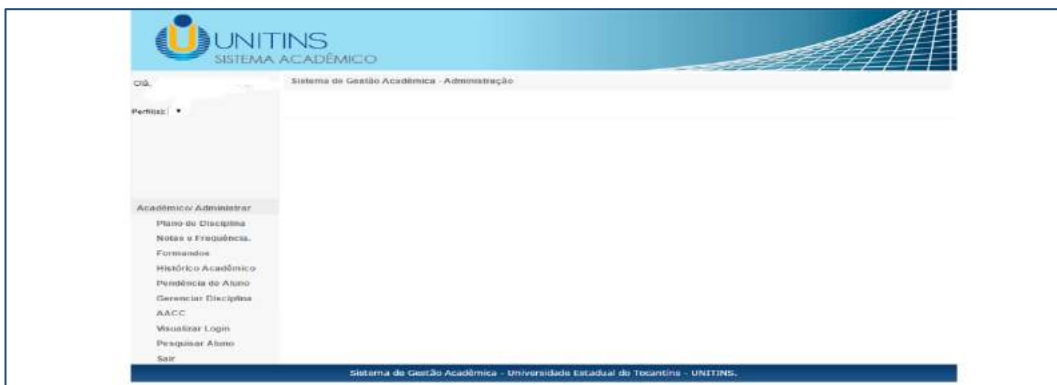 UNITINS
SISTEMA ACADÊMICO
Olá,
Sistema de Gestão Acadêmica - Administração
Perfil(s):
Acadêmico/ Administrar
Plano de Disciplina
Notas e Frequência.
Formandos
Histórico Acadêmico
Pendência do Aluno
Gerenciar Disciplina
AACC
Visualizar Login
Pesquisar Aluno
Sair
Sistema de Gestão Acadêmica - Universidade Estadual do Tocantins - UNITINS.